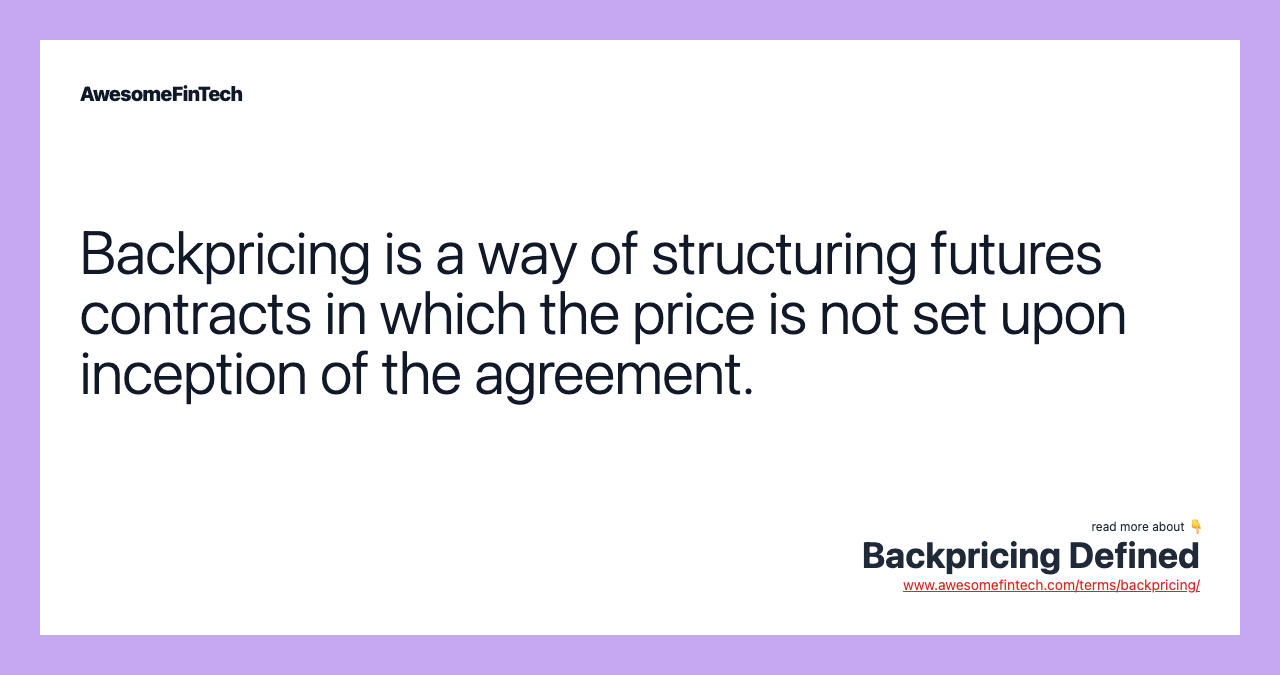 AwesomeFinTech
Backpricing is a way of structuring futures
contracts in which the price is not set upon
inception of the agreement.
read more about 👇
Backpricing Defined
www.awesomefintech.com/terms/backpricing/